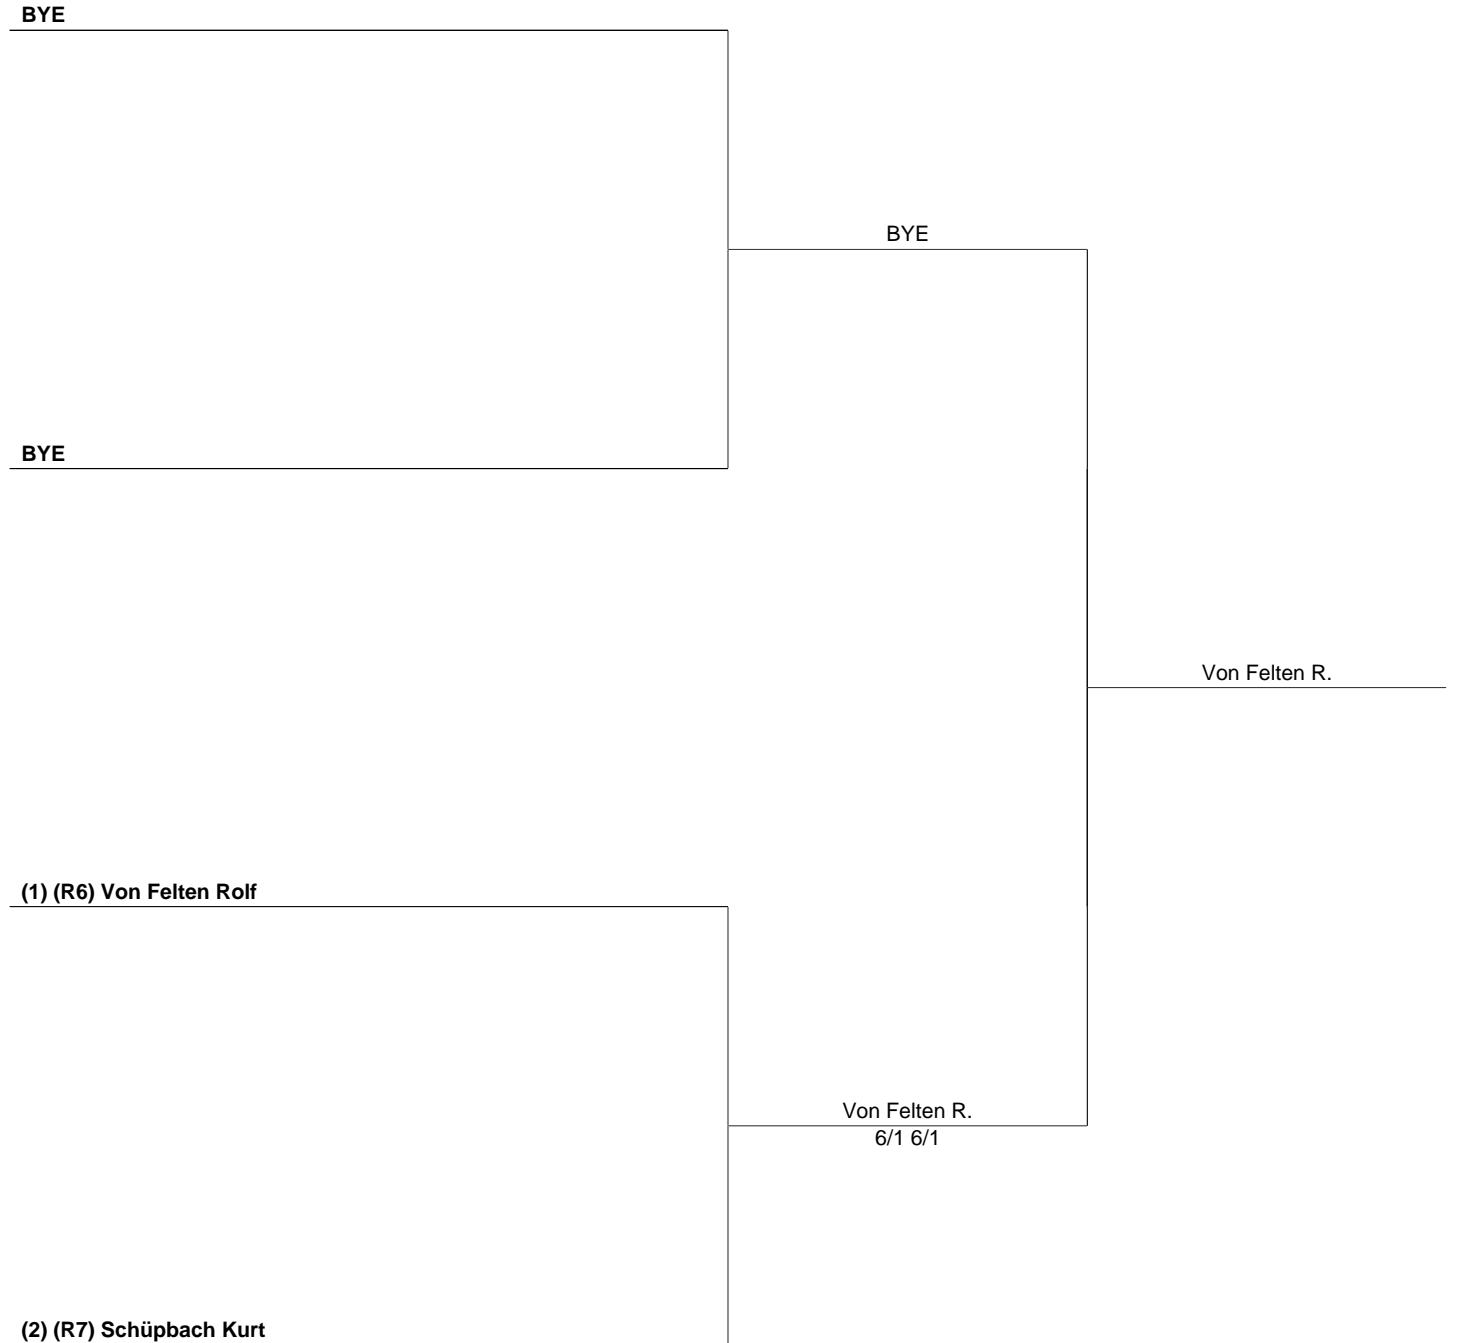 BYE
BYE
BYE
Von Felten R.
(1) (R6) Von Felten Rolf
Von Felten R.
6/1 6/1
(2) (R7) Schüpbach Kurt